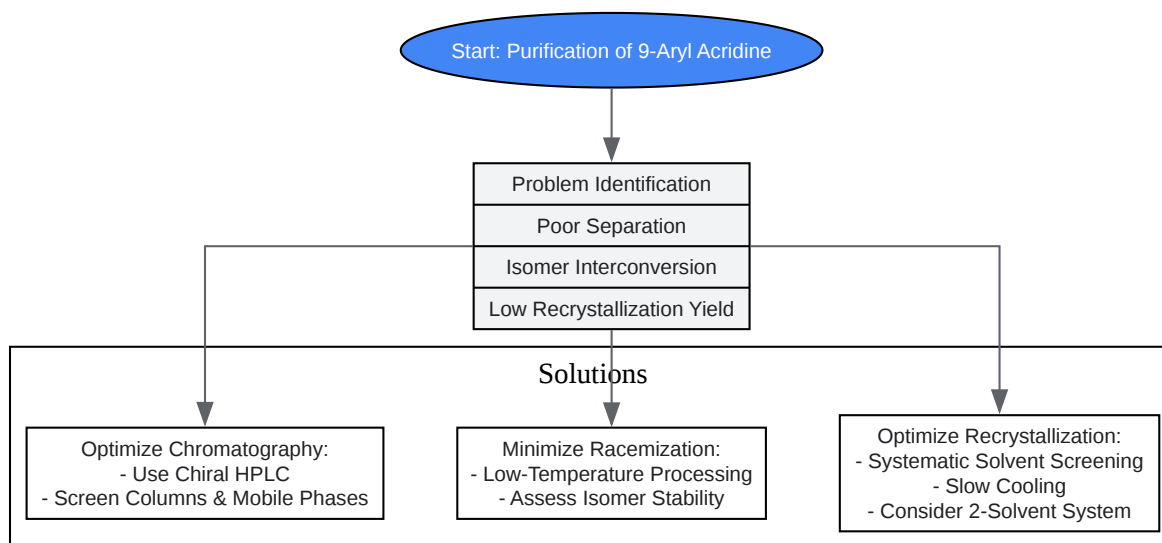 Start: Purification of 9-Aryl Acridine
Problem Identification
Poor Separation
Isomer Interconversion
Low Recrystallization Yield
Solutions
Optimize Chromatography:
- Use Chiral HPLC
- Screen Columns & Mobile Phases
Minimize Racemization:
- Low-Temperature Processing
- Assess Isomer Stability
Optimize Recrystallization:
- Systematic Solvent Screening
- Slow Cooling
- Consider 2-Solvent System